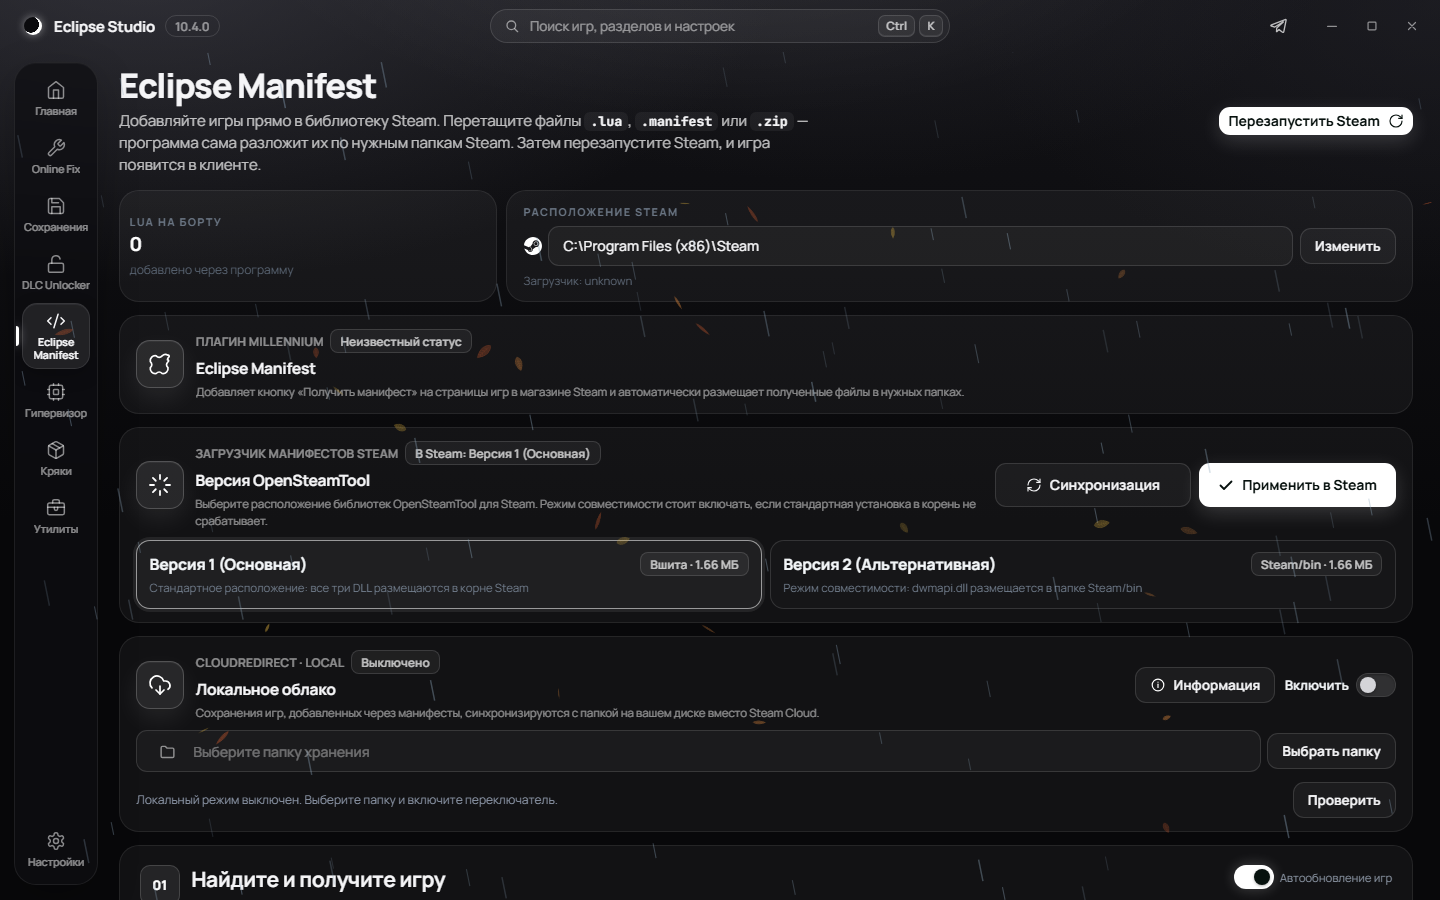 Eclipse Studio 10.4.0
Поиск игр, разделов и настроек Ctrl K
Главная
Online Fix
Сохранения
DLC Unlocker
Eclipse
Manifest
Гипервизор
Кряки
Утилиты
Настройки
Eclipse Manifest
Добавляйте игры прямо в библиотеку Steam. Перетащите файлы .lua, .manifest или .zip —
программа сама разложит их по нужным папкам Steam. Затем перезапустите Steam, и игра
появится в клиенте.
Перезапустить Steam
LUA НА БОРТУ
0
добавлено через программу
РАСПОЛОЖЕНИЕ STEAM
C:\Program Files (x86)\Steam
Изменить
Загрузчик: unknown
ПЛАГИН MILLENNIUM Неизвестный статус
Eclipse Manifest
Добавляет кнопку «Получить манифест» на страницы игр в магазине Steam и автоматически размещает полученные файлы в нужных папках.
ЗАГРУЗЧИК МАНИФЕСТОВ STEAM В Steam: Версия 1 (Основная)
Версия OpenSteamTool
Выберите расположение библиотек OpenSteamTool для Steam. Режим совместимости стоит включать, если стандартная установка в корень не
срабатывает.
Синхронизация
Применить в Steam
Версия 1 (Основная) Вшита · 1.66 МБ
Стандартное расположение: все три DLL размещаются в корне Steam
Версия 2 (Альтернативная) Steam/bin · 1.66 МБ
Режим совместимости: dwmapi.dll размещается в папке Steam/bin
CLOUDREDIRECT · LOCAL Выключено
Локальное облако
Сохранения игр, добавленных через манифесты, синхронизируются с папкой на вашем диске вместо Steam Cloud.
Информация
Включить
Выберите папку хранения
Выбрать папку
Локальный режим выключен. Выберите папку и включите переключатель.
Проверить
01 Найдите и получите игру
Автообновление игр